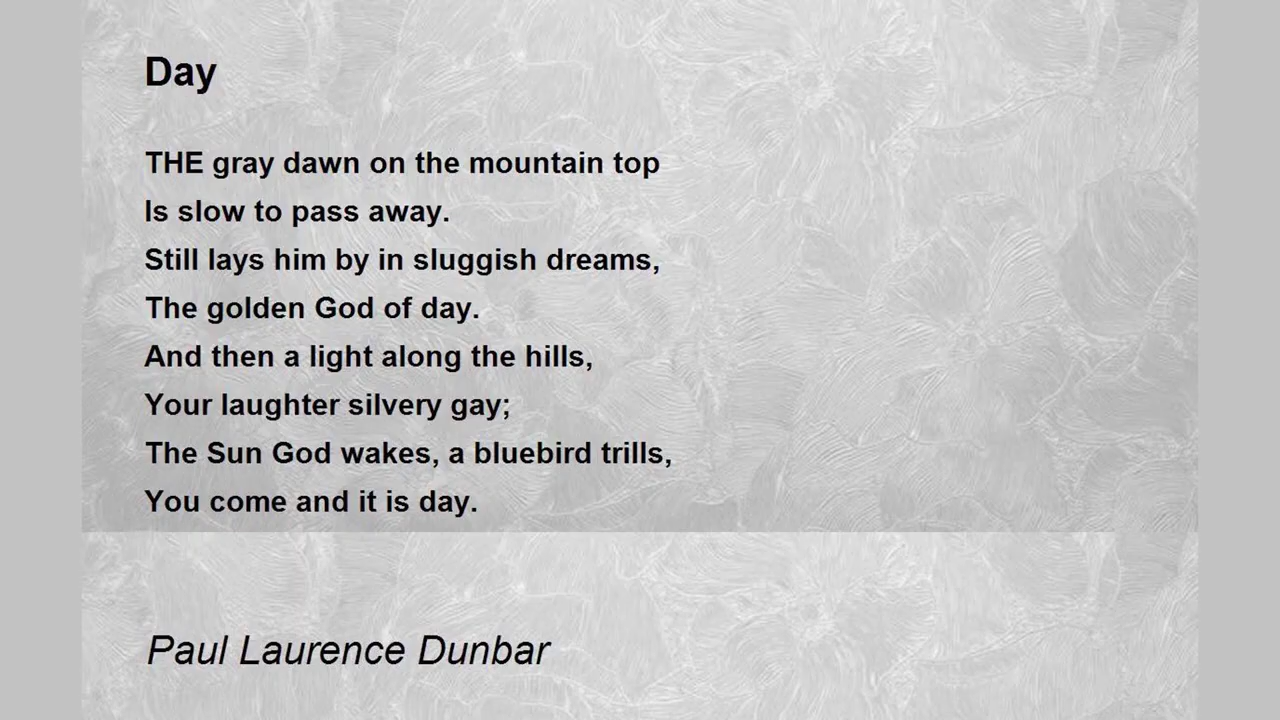 Day
THE gray dawn on the mountain top
Is slow to pass away.
Still lays him by in sluggish dreams,
The golden God of day.
And then a light along the hills,
Your laughter silvery gay;
The Sun God wakes, a bluebird trills,
You come and it is day.
Paul Laurence Dunbar